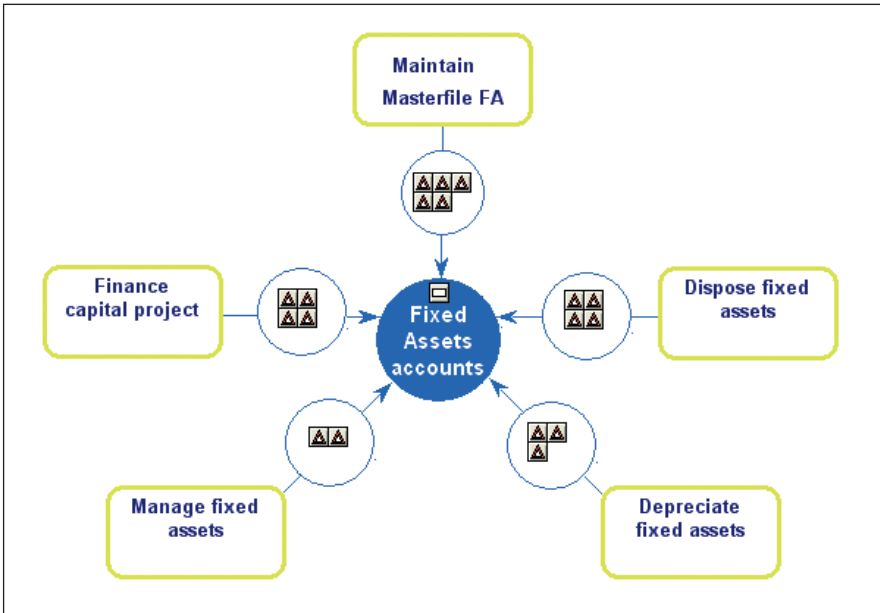 Maintain
Masterfile FA
Finance
capital project
Dispose fixed
assets
Fixed
Assets
accounts
Manage fixed
assets
Depreciate
fixed assets